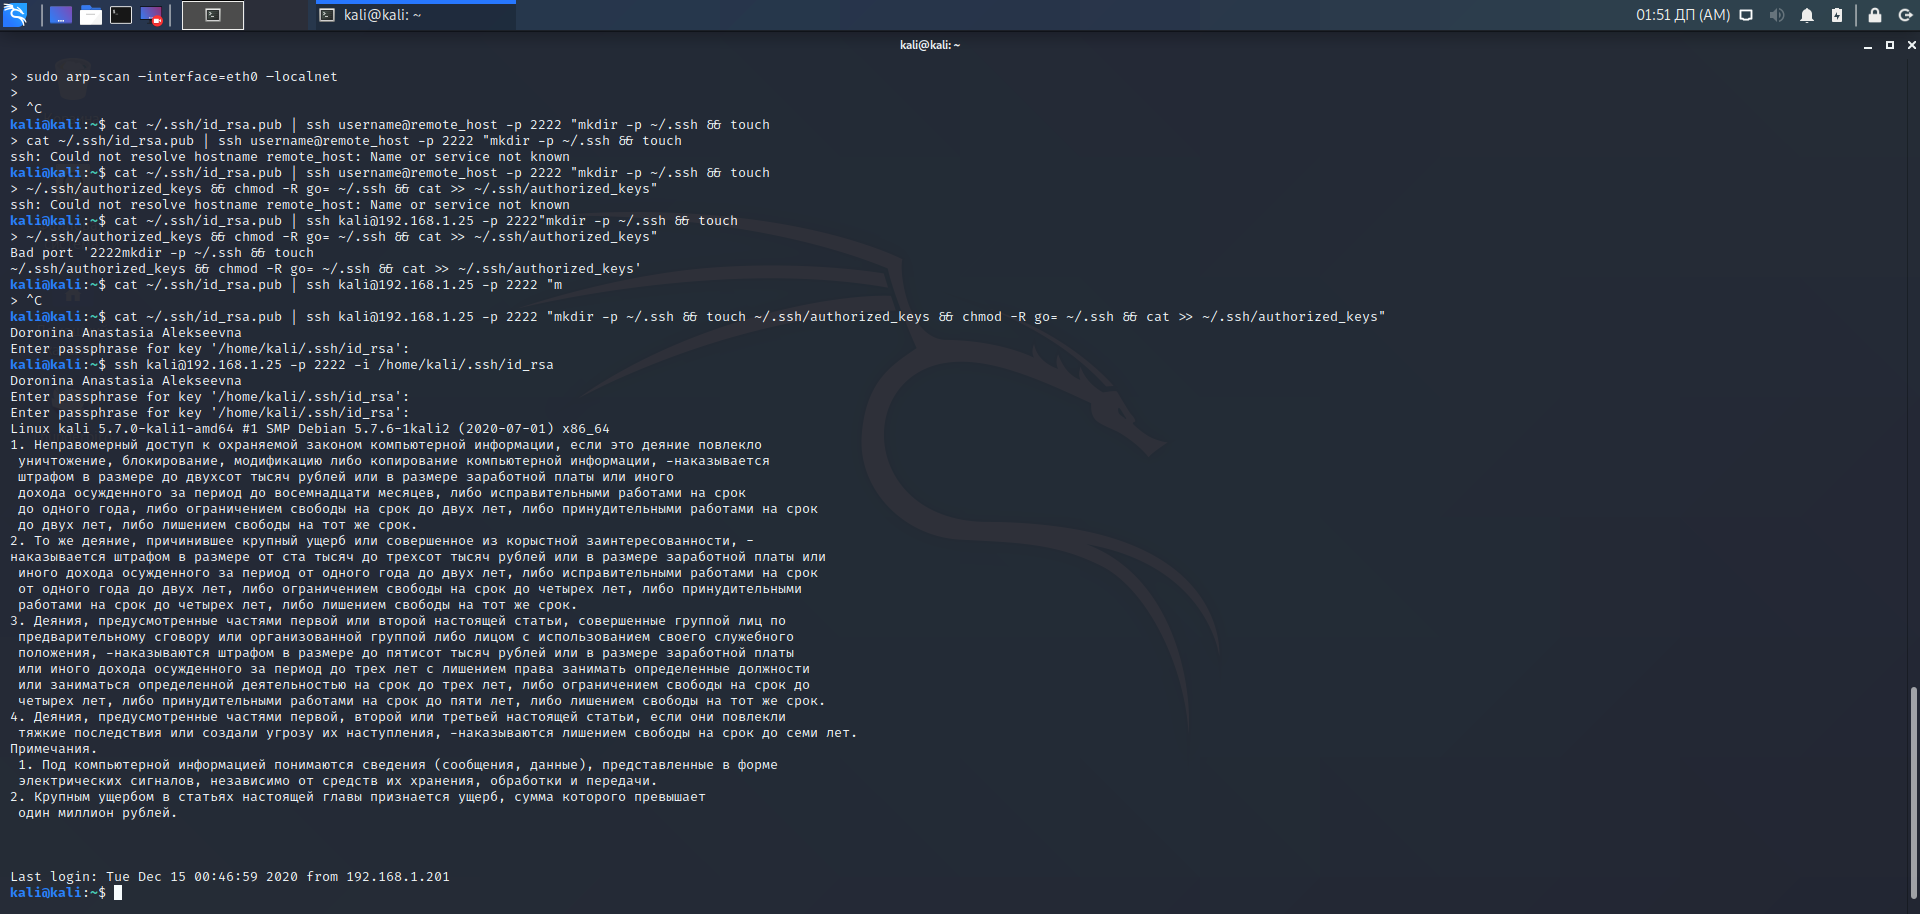 kali@kali: ~
01:51 ДП (AM)
kali@kali: ~
> sudo arp-scan —interface=eth0 —localnet
>
> ^C
kali@kali:~$ cat ~/.ssh/id_rsa.pub | ssh username@remote_host -p 2222 "mkdir -p ~/.ssh && touch
> cat ~/.ssh/id_rsa.pub | ssh username@remote_host -p 2222 "mkdir -p ~/.ssh && touch
ssh: Could not resolve hostname remote_host: Name or service not known
kali@kali:~$ cat ~/.ssh/id_rsa.pub | ssh username@remote_host -p 2222 "mkdir -p ~/.ssh && touch
> ~/.ssh/authorized_keys && chmod -R go= ~/.ssh && cat >> ~/.ssh/authorized_keys"
ssh: Could not resolve hostname remote_host: Name or service not known
kali@kali:~$ cat ~/.ssh/id_rsa.pub | ssh kali@192.168.1.25 -p 2222"mkdir -p ~/.ssh && touch
> ~/.ssh/authorized_keys && chmod -R go= ~/.ssh && cat >> ~/.ssh/authorized_keys"
Bad port '2222mkdir -p ~/.ssh && touch
~/.ssh/authorized_keys && chmod -R go= ~/.ssh && cat >> ~/.ssh/authorized_keys'
kali@kali:~$ cat ~/.ssh/id_rsa.pub | ssh kali@192.168.1.25 -p 2222 "m
> ^C
kali@kali:~$ cat ~/.ssh/id_rsa.pub | ssh kali@192.168.1.25 -p 2222 "mkdir -p ~/.ssh && touch ~/.ssh/authorized_keys && chmod -R go= ~/.ssh && cat >> ~/.ssh/authorized_keys"
Doronina Anastasia Alekseevna
Enter passphrase for key '/home/kali/.ssh/id_rsa':
kali@kali:~$ ssh kali@192.168.1.25 -p 2222 -i /home/kali/.ssh/id_rsa
Doronina Anastasia Alekseevna
Enter passphrase for key '/home/kali/.ssh/id_rsa':
Enter passphrase for key '/home/kali/.ssh/id_rsa':
Linux kali 5.7.0-kali1-amd64 #1 SMP Debian 5.7.6-1kali2 (2020-07-01) x86_64
1. Неправомерный доступ к охраняемой законом компьютерной информации, если это деяние повлекло
уничтожение, блокирование, модификацию либо копирование компьютерной информации, —наказывается
штрафом в размере до двухсот тысяч рублей или в размере заработной платы или иного
дохода осужденного за период до восемнадцати месяцев, либо исправительными работами на срок
до одного года, либо ограничением свободы на срок до двух лет, либо принудительными работами на срок
до двух лет, либо лишением свободы на тот же срок.
2. То же деяние, причинившее крупный ущерб или совершенное из корыстной заинтересованности, —
наказывается штрафом в размере от ста тысяч до трехсот тысяч рублей или в размере заработной платы или
иного дохода осужденного за период от одного года до двух лет, либо исправительными работами на срок
от одного года до двух лет, либо ограничением свободы на срок до четырех лет, либо принудительными
работами на срок до четырех лет, либо лишением свободы на тот же срок.
3. Деяния, предусмотренные частями первой или второй настоящей статьи, совершенные группой лиц по
предварительному сговору или организованной группой либо лицом с использованием своего служебного
положения, —наказываются штрафом в размере до пятисот тысяч рублей или в размере заработной платы
или иного дохода осужденного за период до трех лет с лишением права занимать определенные должности
или заниматься определенной деятельностью на срок до трех лет, либо ограничением свободы на срок до
четырех лет, либо принудительными работами на срок до пяти лет, либо лишением свободы на тот же срок.
4. Деяния, предусмотренные частями первой, второй или третьей настоящей статьи, если они повлекли
тяжкие последствия или создали угрозу их наступления, —наказываются лишением свободы на срок до семи лет.
Примечания.
1. Под компьютерной информацией понимаются сведения (сообщения, данные), представленные в форме
электрических сигналов, независимо от средств их хранения, обработки и передачи.
2. Крупным ущербом в статьях настоящей главы признается ущерб, сумма которого превышает
один миллион рублей.
Last login: Tue Dec 15 00:46:59 2020 from 192.168.1.201
kali@kali:~$